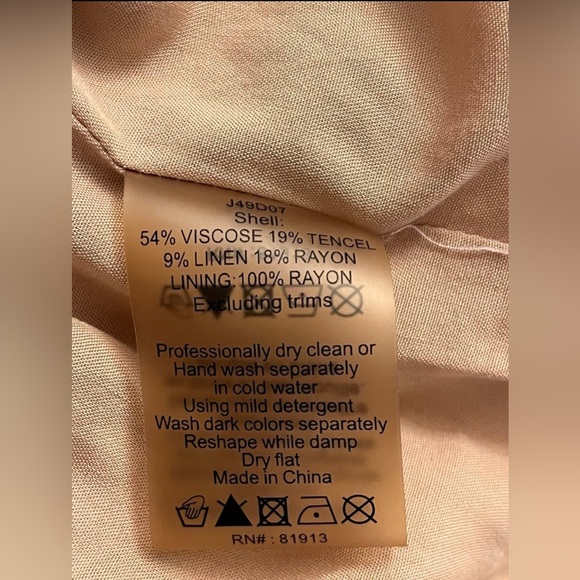 J49D07
Shell:
54% VISCOSE 19% TENCEL
9% LINEN 18% RAYON
LINING:100% RAYON
Excluding trims
Professionally dry clean or
Hand wash separately
in cold water
Using mild detergent
Wash dark colors separately
Reshape while damp
Dry flat
Made in China
RN# : 81913